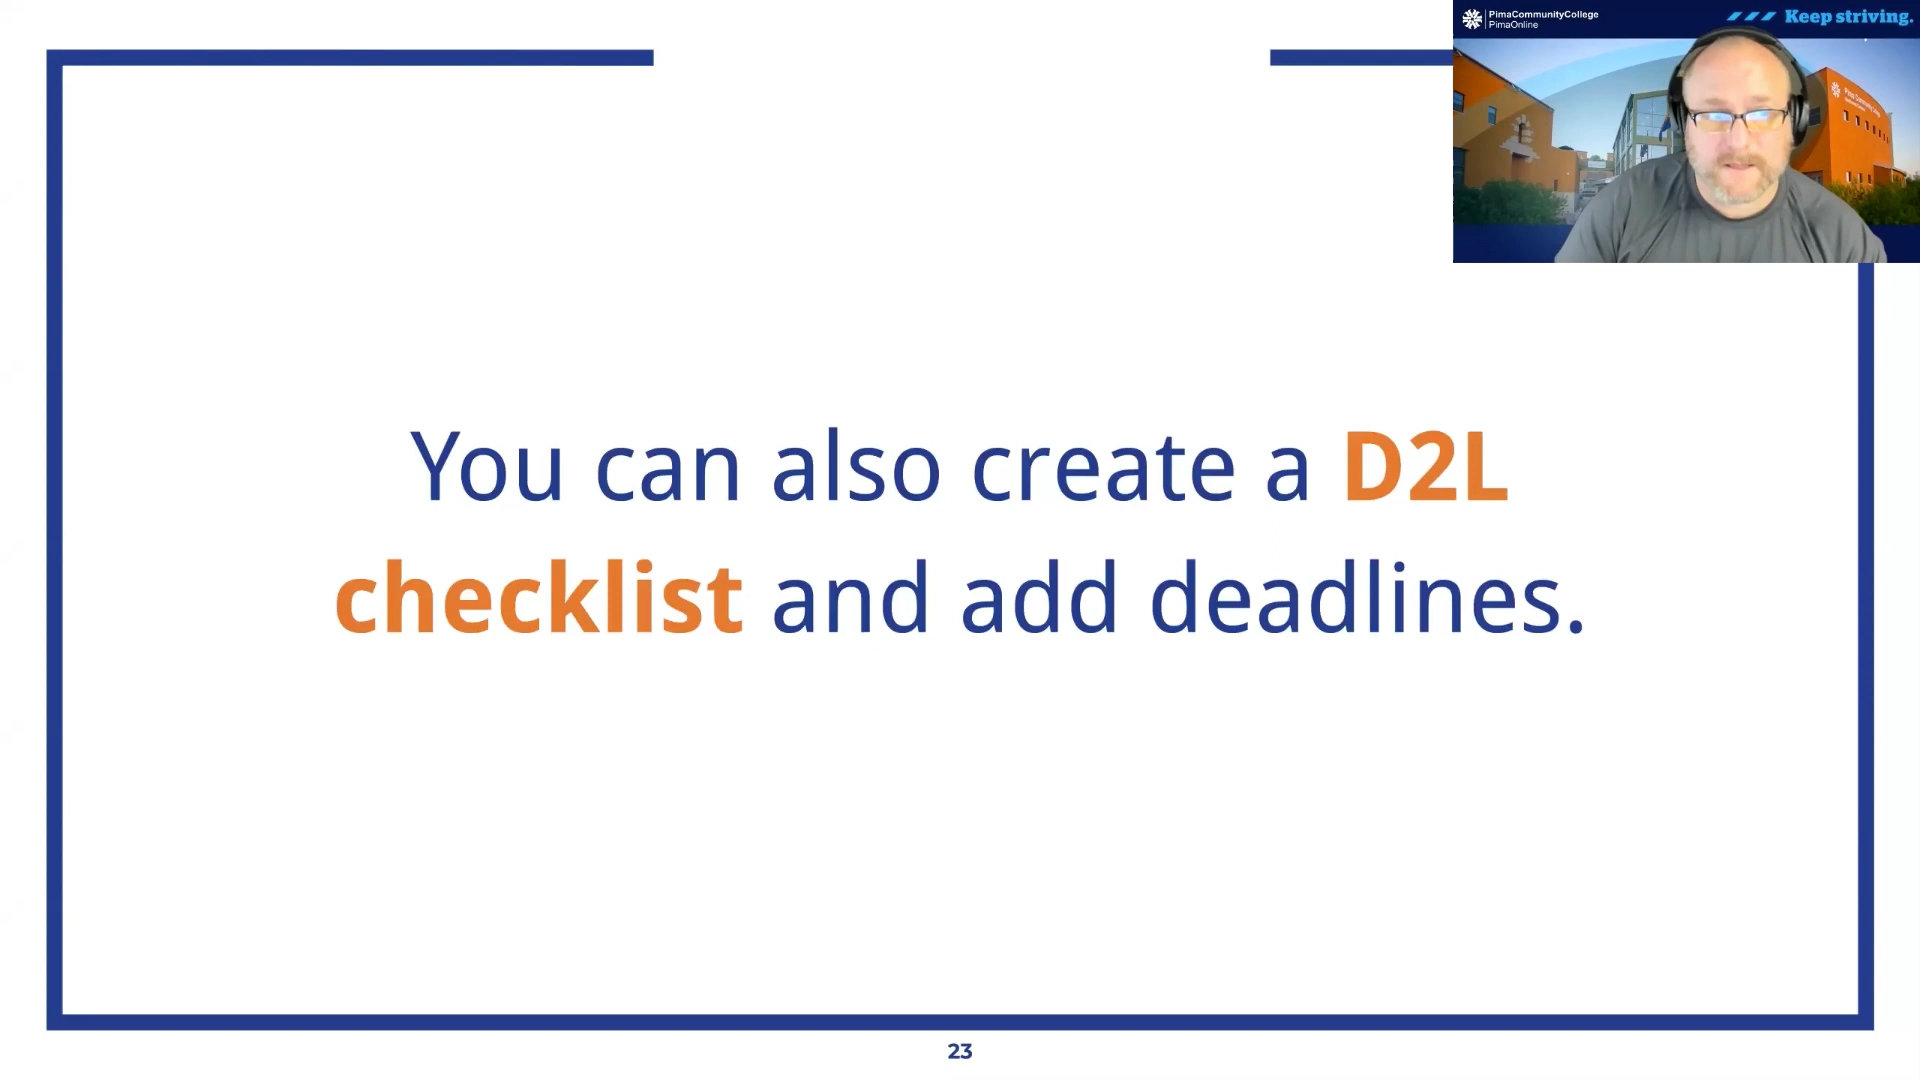 PimaCommunityCollege
PimaOnline
Keep striving.
You can also create a D2L
checklist and add deadlines.
23